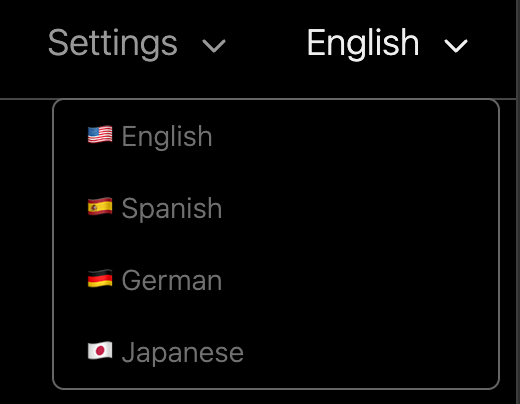 Settings English
🇺🇸 English
🇪🇸 Spanish
🇩🇪 German
🇯🇵 Japanese